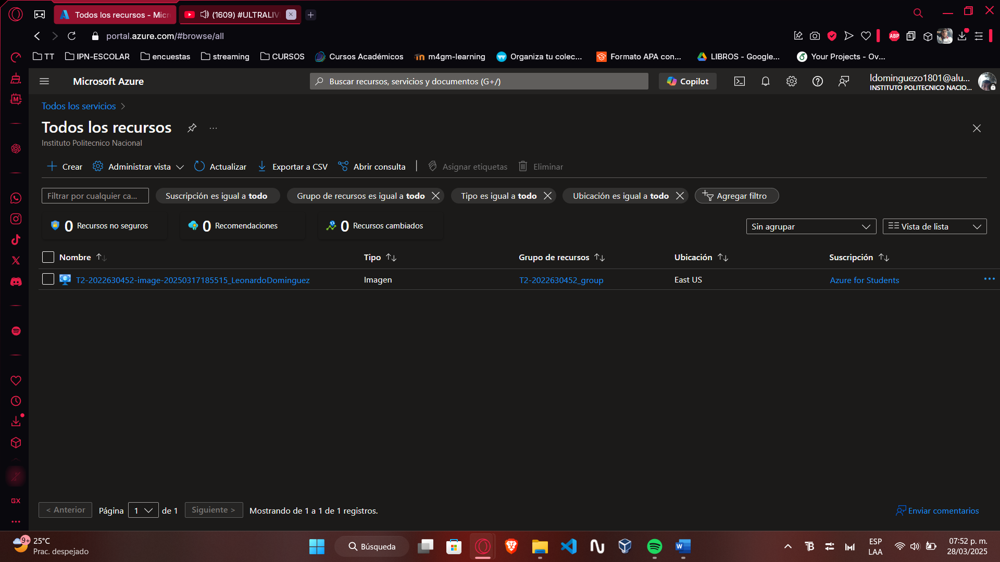 Todos los recursos - Micr
(1609) #ULTRALIV
portal.azure.com/#browse/all
ABP
TT
IPN-ESCOLAR
encuestas
streaming
CURSOS
Cursos Académicos
m4gm-learning
Organiza tu colec...
Formato APA con...
LIBROS - Google...
Your Projects - Ov...
Microsoft Azure
Buscar recursos, servicios y documentos (G+/)
Copilot
ldominguezo1801@alu...
INSTITUTO POLITECNICO NACIO...
Todos los servicios >
Todos los recursos
...
Instituto Politecnico Nacional
Crear
Administrar vista
Actualizar
Exportar a CSV
Abrir consulta
Asignar etiquetas
Eliminar
Filtrar por cualquier ca...
Suscripción es igual a todo
Grupo de recursos es igual a todo
Tipo es igual a todo
Ubicación es igual a todo
Agregar filtro
0 Recursos no seguros
0 Recomendaciones
0 Recursos cambiados
Sin agrupar
Vista de lista
Nombre
Tipo
Grupo de recursos
Ubicación
Suscripción
T2-2022630452-image-20250317185515_LeonardoDominguez
Imagen
T2-2022630452_group
East US
Azure for Students
...
GX
< Anterior
Página
1
de 1
Siguiente >
Mostrando de 1 a 1 de 1 registros.
Enviar comentarios
9+
25°C
Prac. despejado
Búsqueda
ESP
LAA
07:52 p. m.
28/03/2025